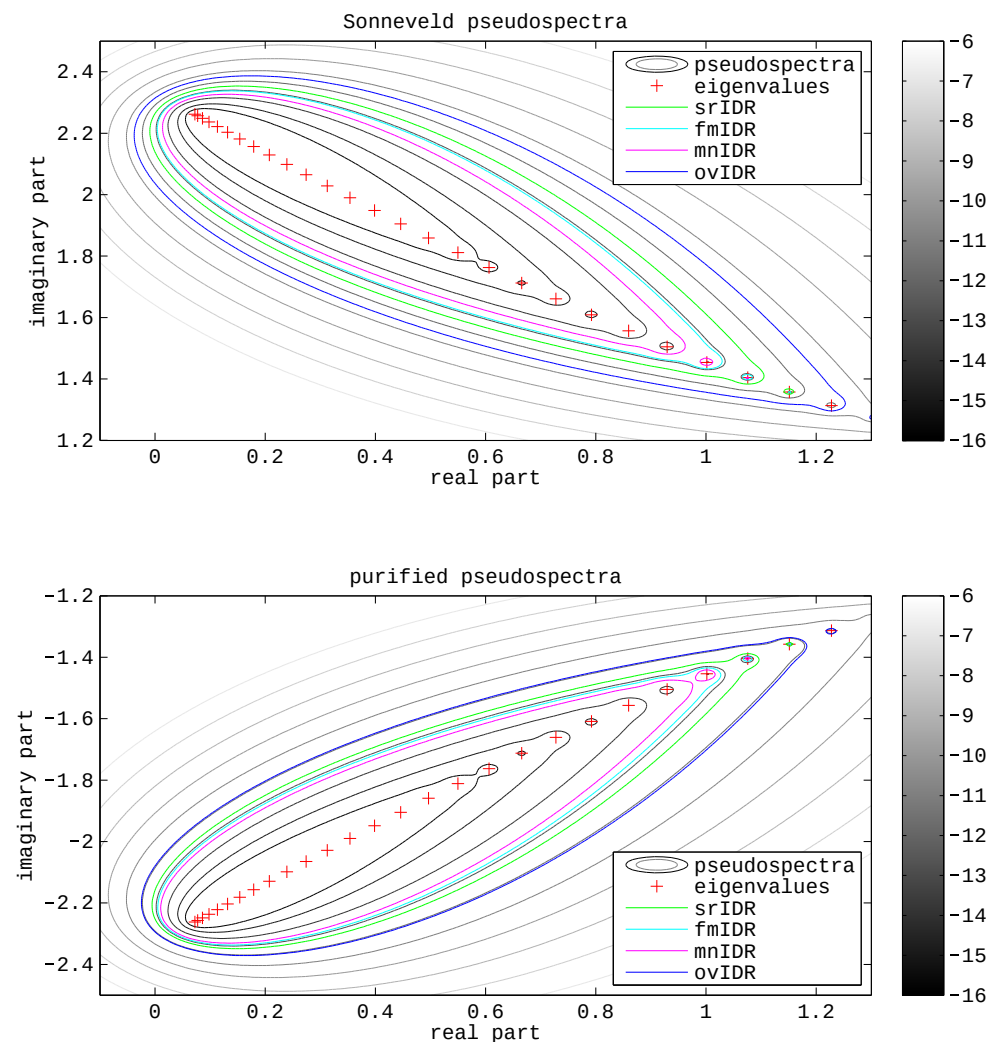 Sonneveld pseudospectra
imaginary part
2.4
2.2
2
1.8
1.6
1.4
1.2
0
0.2
0.4
0.6
0.8
1
1.2
real part
pseudospectra
eigenvalues
srIDR
fmIDR
mnIDR
ovIDR
−6
−7
−8
−9
−10
−11
−12
−13
−14
−15
−16
purified pseudospectra
imaginary part
−1.2
−1.4
−1.6
−1.8
−2
−2.2
−2.4
0
0.2
0.4
0.6
0.8
1
1.2
real part
pseudospectra
eigenvalues
srIDR
fmIDR
mnIDR
ovIDR
−6
−7
−8
−9
−10
−11
−12
−13
−14
−15
−16